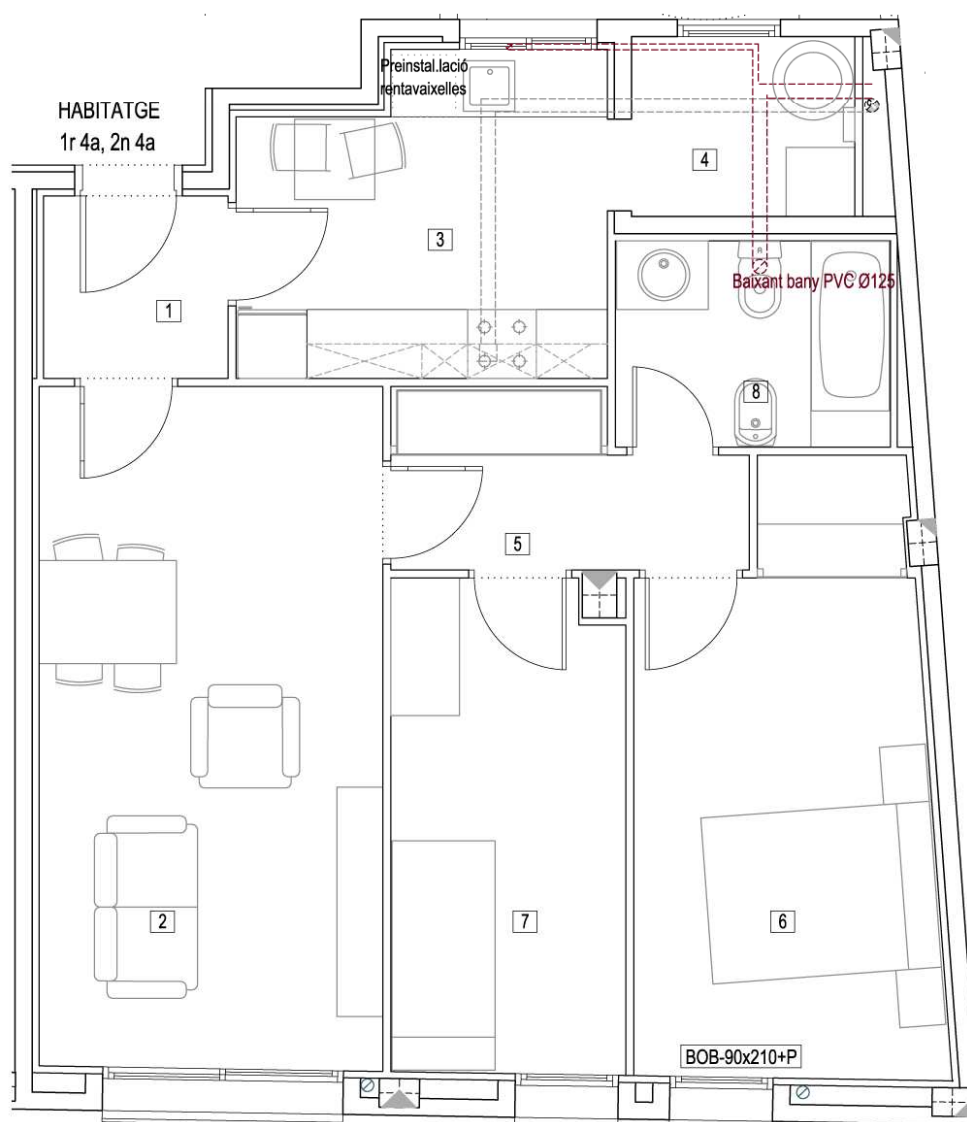 HABITATGE
1r 4a, 2n 4a
Preinstal.lació
rentavaixelles
4
3
Baixant bany PVC Ø125
1
8
5
2
7
6
BOB-90x210+P